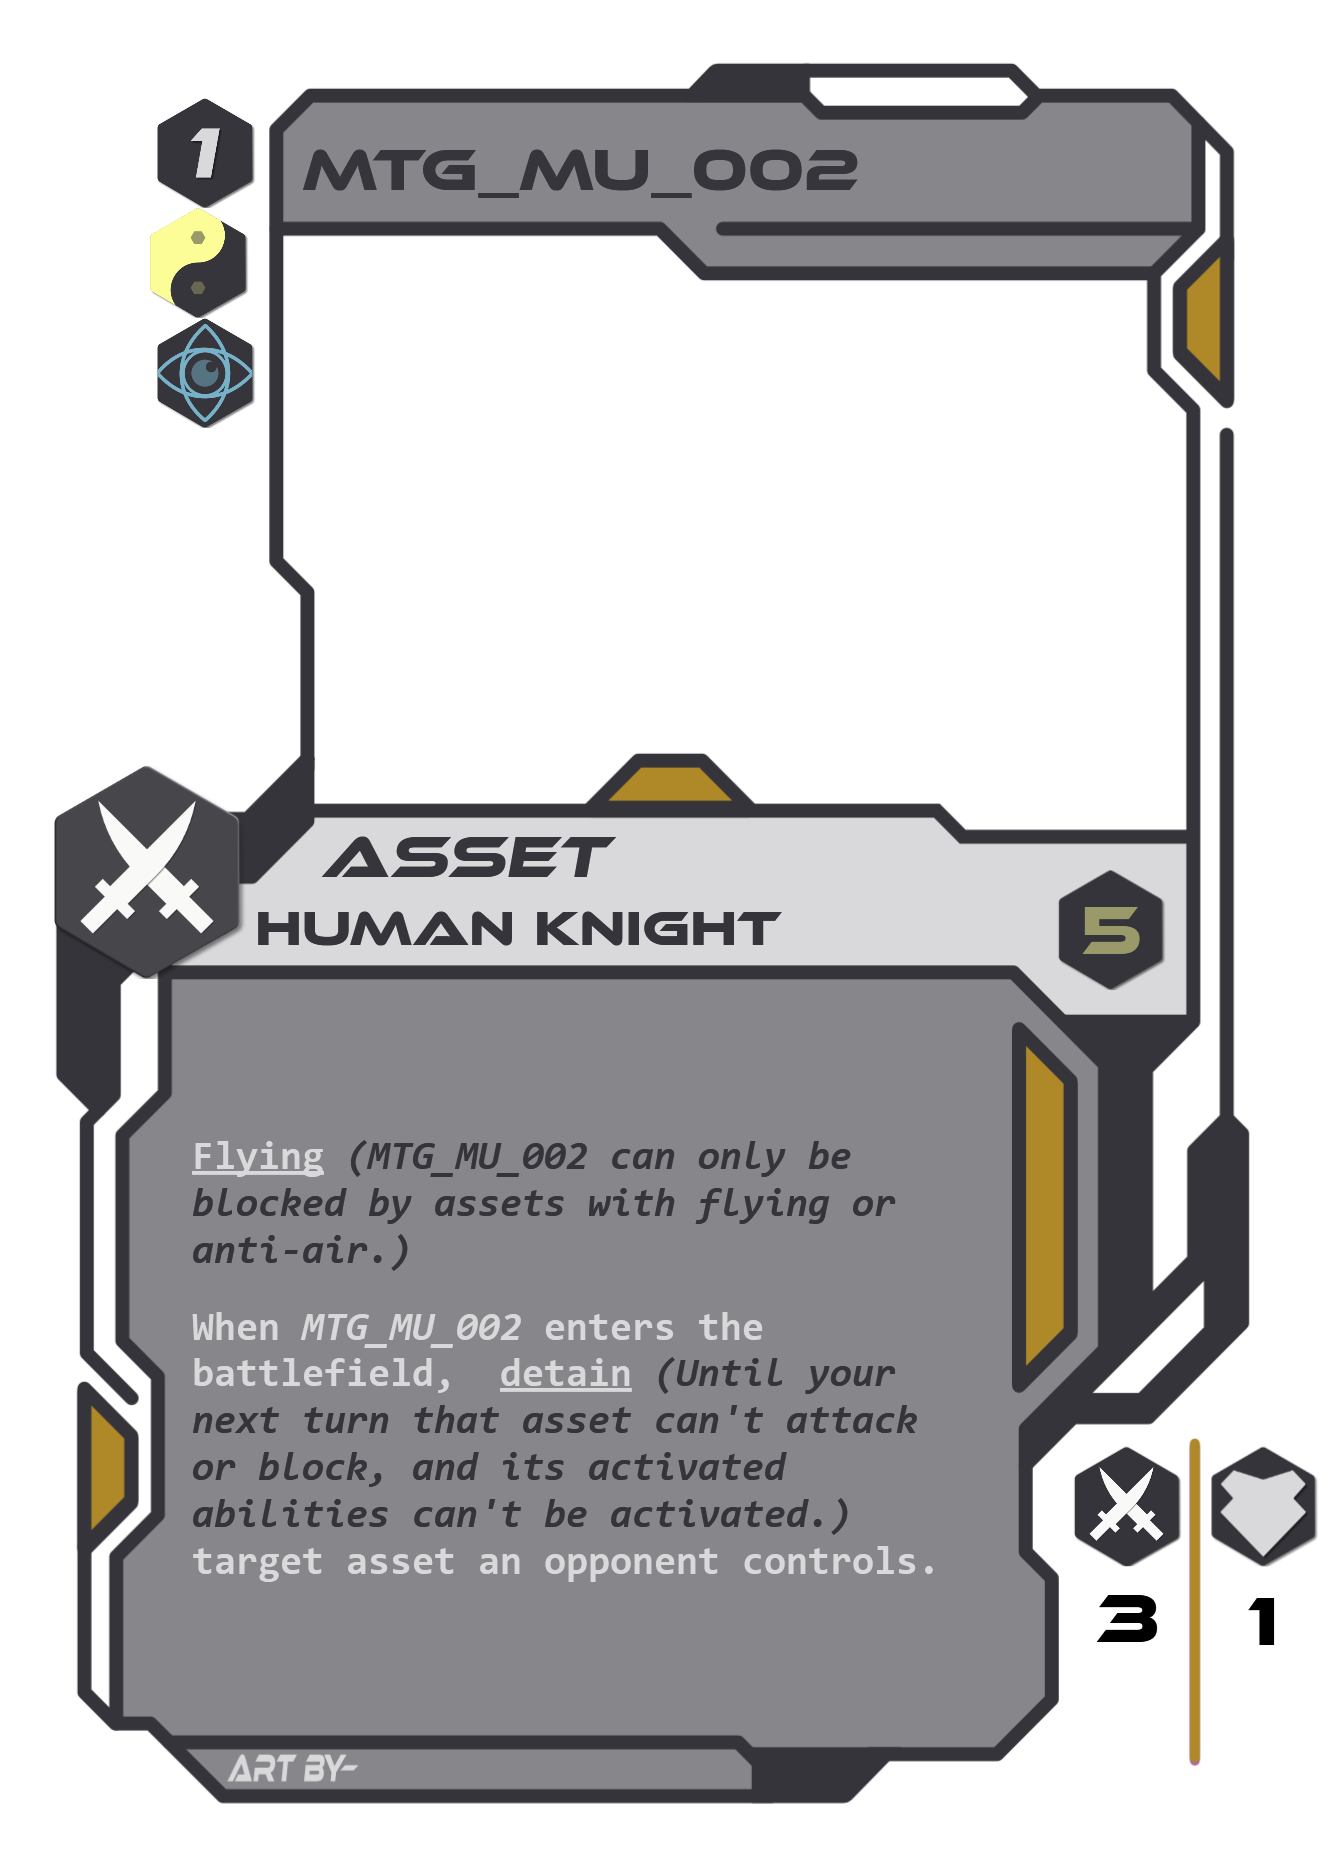 1
MTG_MU_002
ASSET
HUMAN KNIGHT
5
Flying (MTG_MU_002 can only be
blocked by assets with flying or
anti-air.)
When MTG_MU_002 enters the
battlefield,  detain (Until your
next turn that asset can't attack
or block, and its activated
abilities can't be activated.)
target asset an opponent controls.
3
1
ART BY-